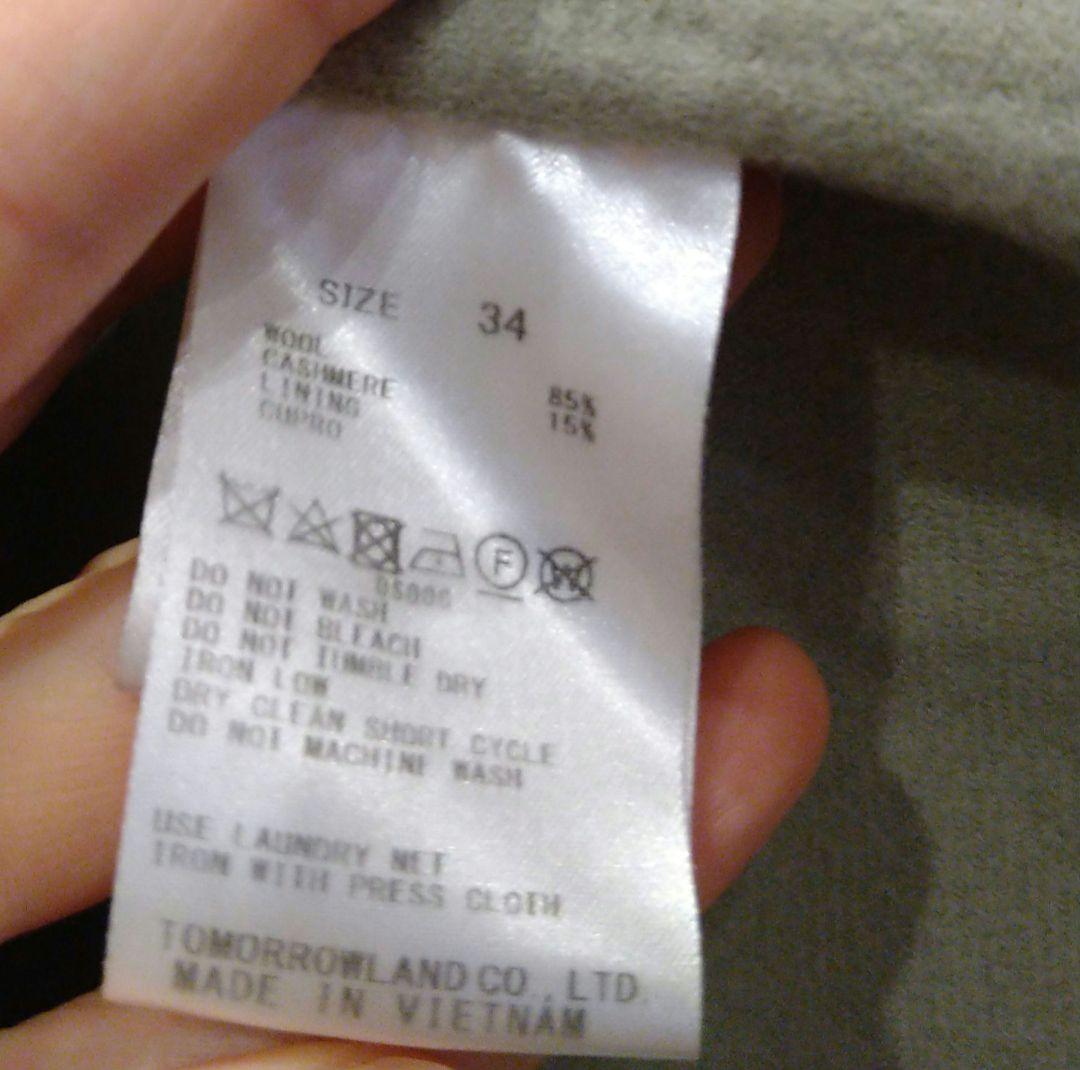 SIZE 34
WOOL 85%
CASHMERE 15%
LINING
CUPRO
F W
DO NOT WASH
DO NOT BLEACH
DO NOT TUMBLE DRY
IRON LOW
DRY CLEAN SHORT CYCLE
DO NOT MACHINE WASH
USE LAUNDRY NET
IRON WITH PRESS CLOTH
TOMORROWLAND CO., LTD.
MADE IN VIETNAM